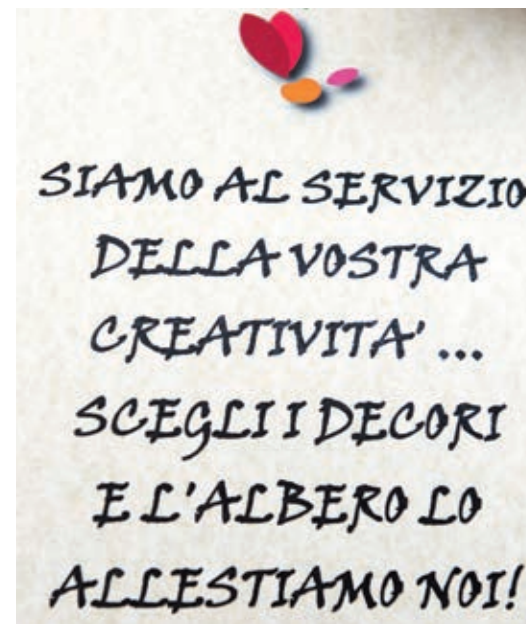 SIAMO AL SERVIZIO
DELLA VOSTRA
CREATIVITA' ...
SCEGLI I DECORI
E L'ALBERO LO
ALLESTIAMO NOI!